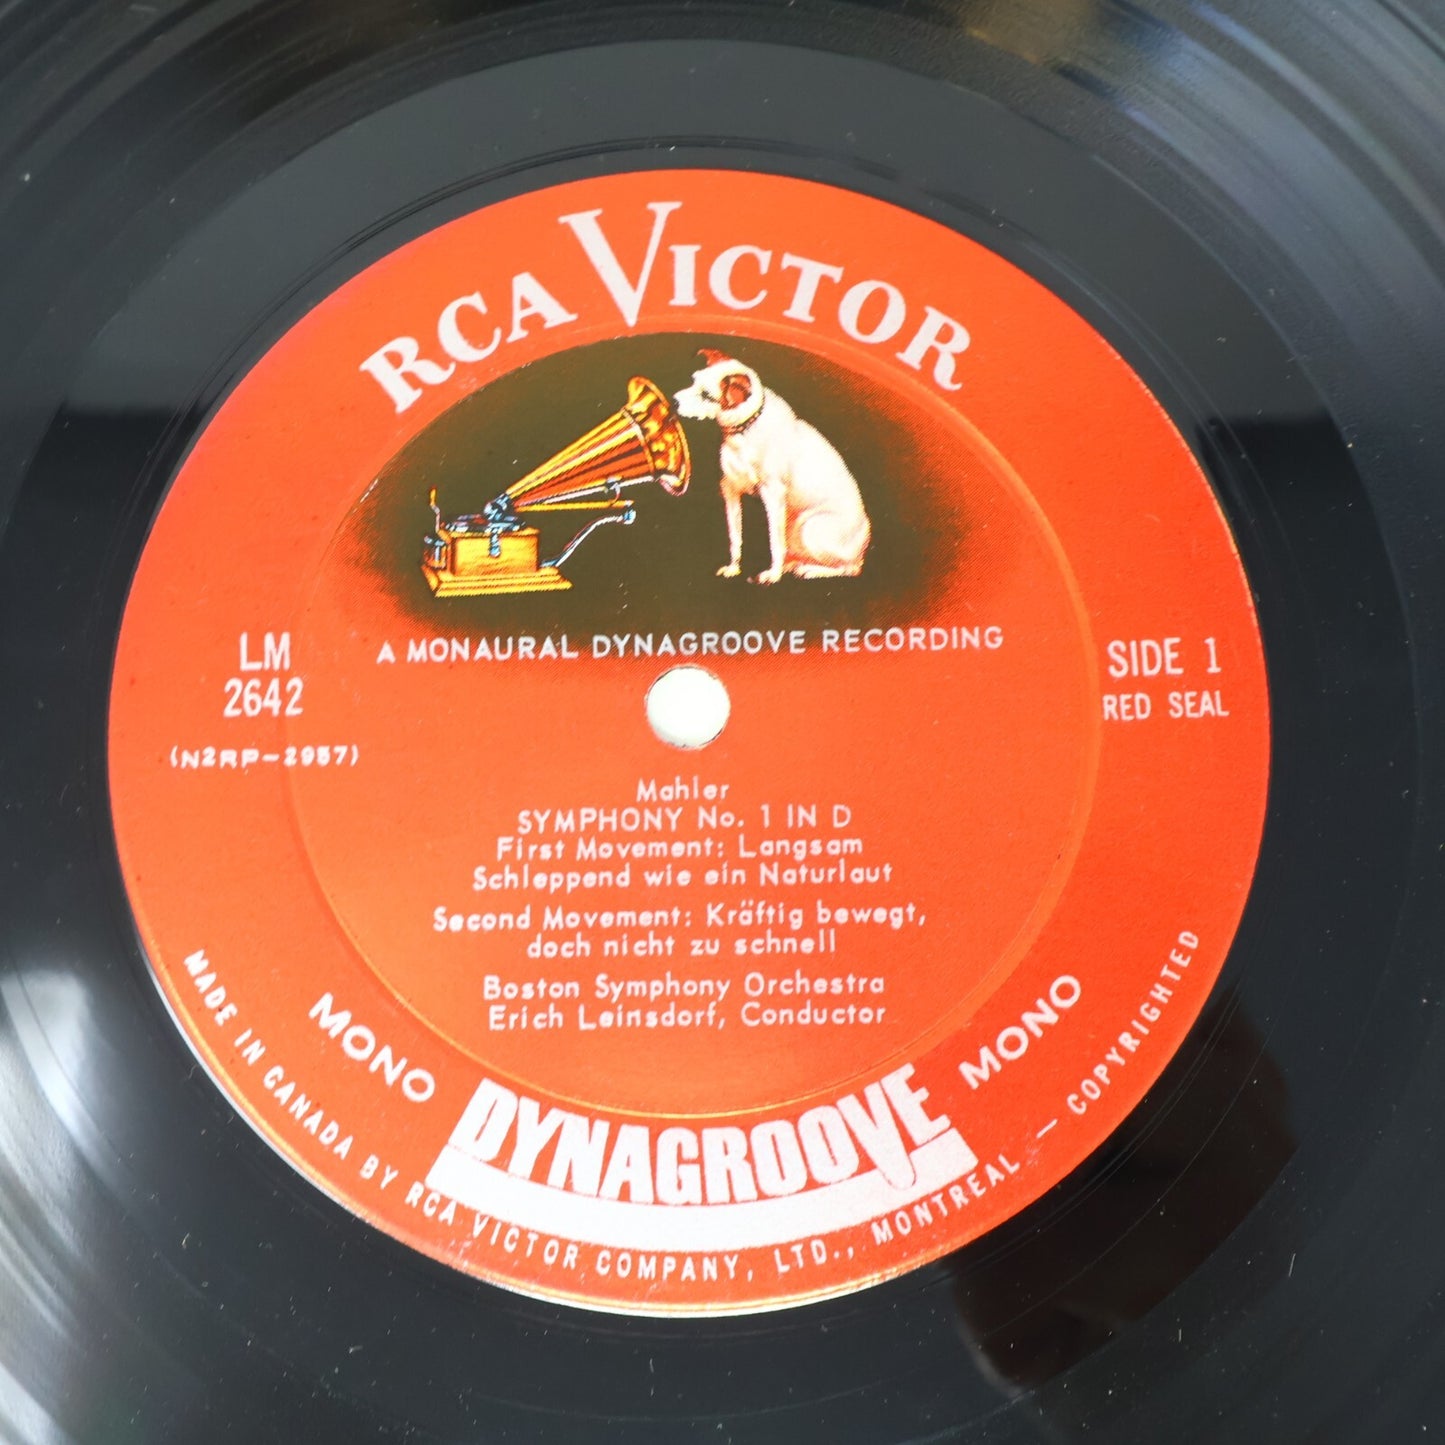 RCA VICTOR
A MONAURAL DYNAGROOVE RECORDING
LM
2642
(N2RP-2957)
SIDE 1
RED SEAL
Mahler
SYMPHONY No. 1 IN D
First Movement: Langsam
Schleppend wie ein Naturlaut
Second Movement: Kräftig bewegt,
doch nicht zu schnell
Boston Symphony Orchestra
Erich Leinsdorf, Conductor
MONO
DYNAGROOVE
MONO
MADE IN CANADA BY RCA VICTOR COMPANY, LTD., MONTREAL — COPYRIGHTED